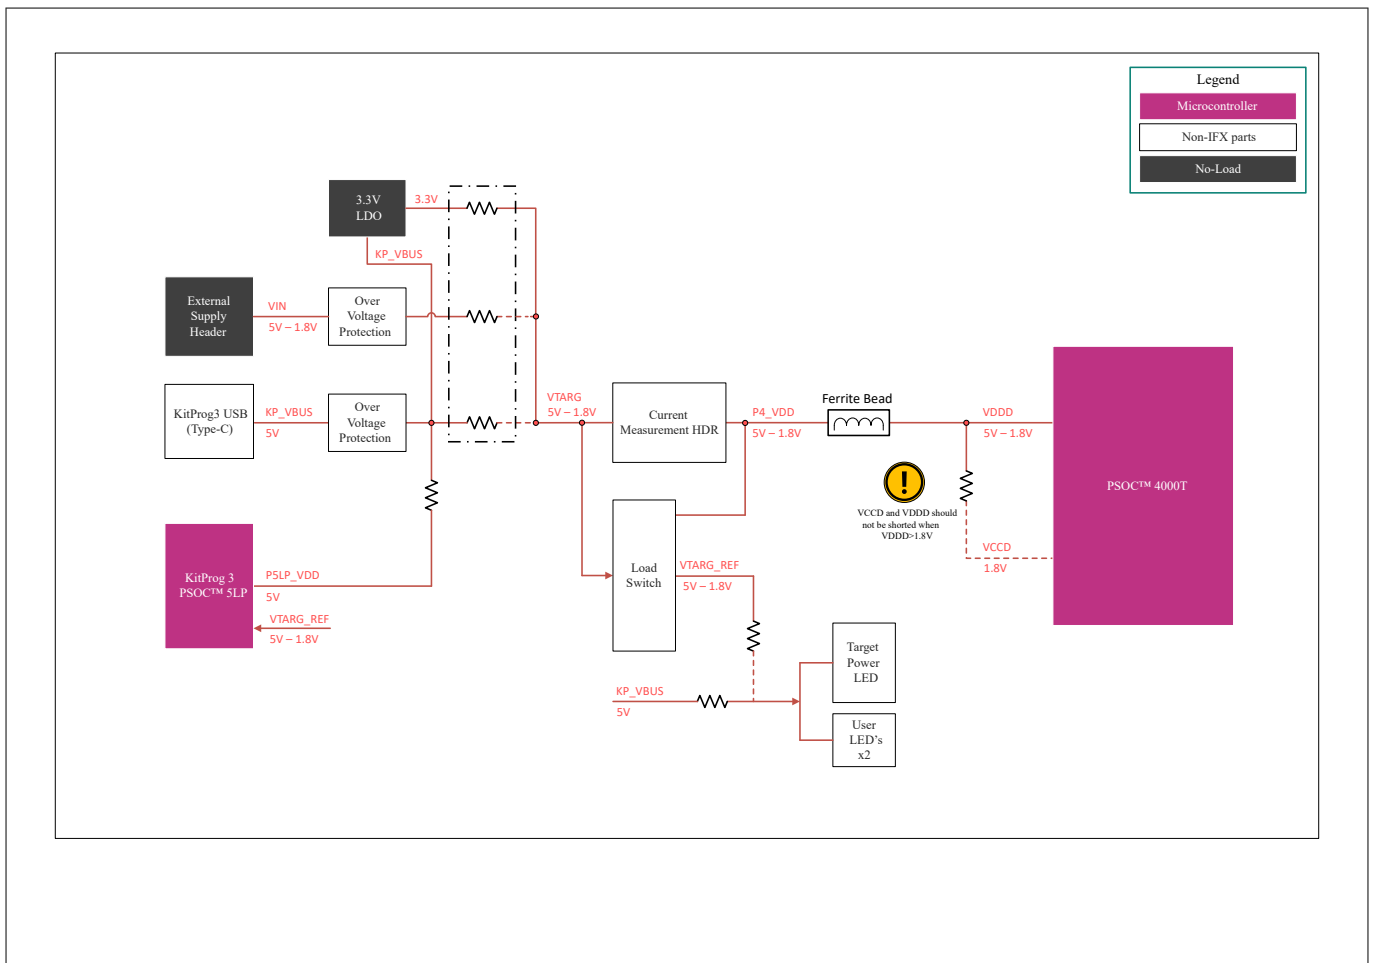 Legend
Microcontroller
Non-IFX parts
No-Load
3.3V
LDO
3.3V
KP_VBUS
External
Supply
Header
VIN
5V – 1.8V
Over
Voltage
Protection
KitProg3 USB
(Type-C)
KP_VBUS
5V
Over
Voltage
Protection
VTARG
5V – 1.8V
Current
Measurement HDR
P4_VDD
5V – 1.8V
Ferrite Bead
VDDD
5V – 1.8V
PSOC™ 4000T
VCCD and VDDD should
not be shorted when
VDDD>1.8V
VCCD
1.8V
KitProg 3
PSOC™ 5LP
P5LP_VDD
5V
VTARG_REF
5V – 1.8V
Load
Switch
VTARG_REF
5V – 1.8V
KP_VBUS
5V
Target
Power
LED
User
LED's
x2